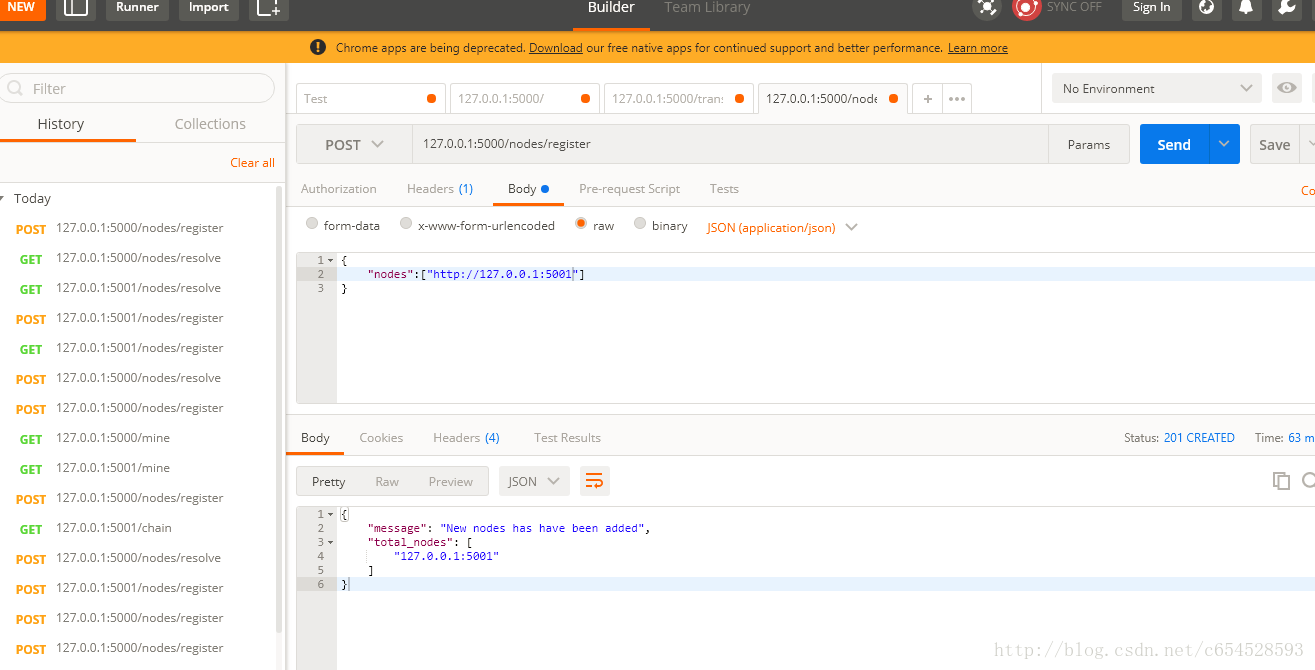 NEW Runner Import Builder Team Library SYNC OFF Sign In
! Chrome apps are being deprecated. Download our free native apps for continued support and better performance. Learn more
Filter
History Collections
Clear all
Today
POST 127.0.0.1:5000/nodes/register
GET 127.0.0.1:5000/nodes/resolve
GET 127.0.0.1:5001/nodes/resolve
POST 127.0.0.1:5001/nodes/register
GET 127.0.0.1:5001/nodes/register
POST 127.0.0.1:5000/nodes/resolve
POST 127.0.0.1:5000/nodes/register
GET 127.0.0.1:5000/mine
GET 127.0.0.1:5001/mine
POST 127.0.0.1:5000/nodes/register
GET 127.0.0.1:5001/chain
POST 127.0.0.1:5000/nodes/resolve
POST 127.0.0.1:5001/nodes/register
POST 127.0.0.1:5000/nodes/register
POST 127.0.0.1:5000/nodes/register
Test 127.0.0.1:5000/ 127.0.0.1:5000/trans 127.0.0.1:5000/node + ••• No Environment
POST 127.0.0.1:5000/nodes/register Params Send Save
Authorization Headers (1) Body Pre-request Script Tests Co
form-data x-www-form-urlencoded raw binary JSON (application/json)
1 {
2 "nodes":["http://127.0.0.1:5001"]
3 }
Body Cookies Headers (4) Test Results Status: 201 CREATED Time: 63 m
Pretty Raw Preview JSON
1 {
2 "message": "New nodes has have been added",
3 "total_nodes": [
4 "127.0.0.1:5001"
5 ]
6 }
http://blog.csdn.net/c654528593